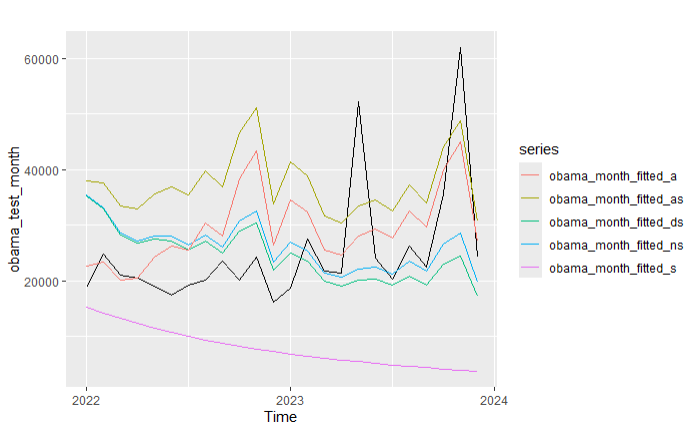 60000
40000
20000
obama_test_month
2022
2023
2024
Time
series
obama_month_fitted_a
obama_month_fitted_as
obama_month_fitted_ds
obama_month_fitted_ns
obama_month_fitted_s